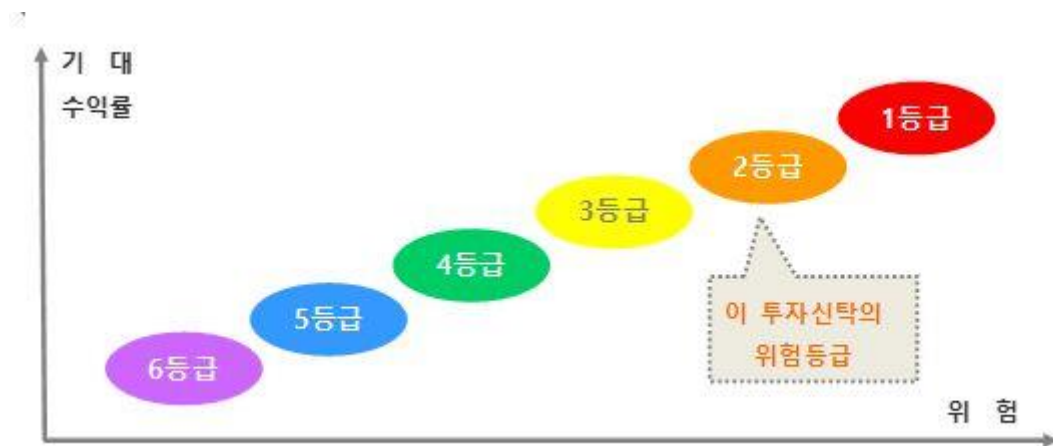 기 대
수익률
1등급
2등급
3등급
4등급
5등급
6등급
이 투자신탁의
위험등급
위 험